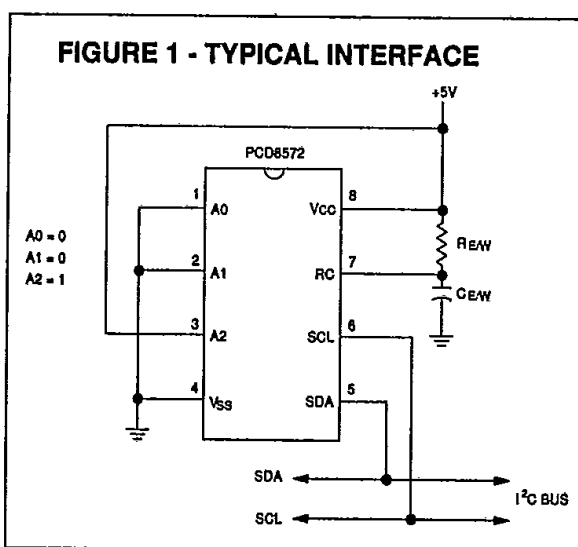 FIGURE 1 - TYPICAL INTERFACE
+5V
PCD8572
1
A0
VCC
8
A0 = 0
A1 = 0
A2 = 1
RE/W
2
A1
RC
7
CE/W
3
A2
SCL
6
4
VSS
SDA
5
SDA
I²C BUS
SCL